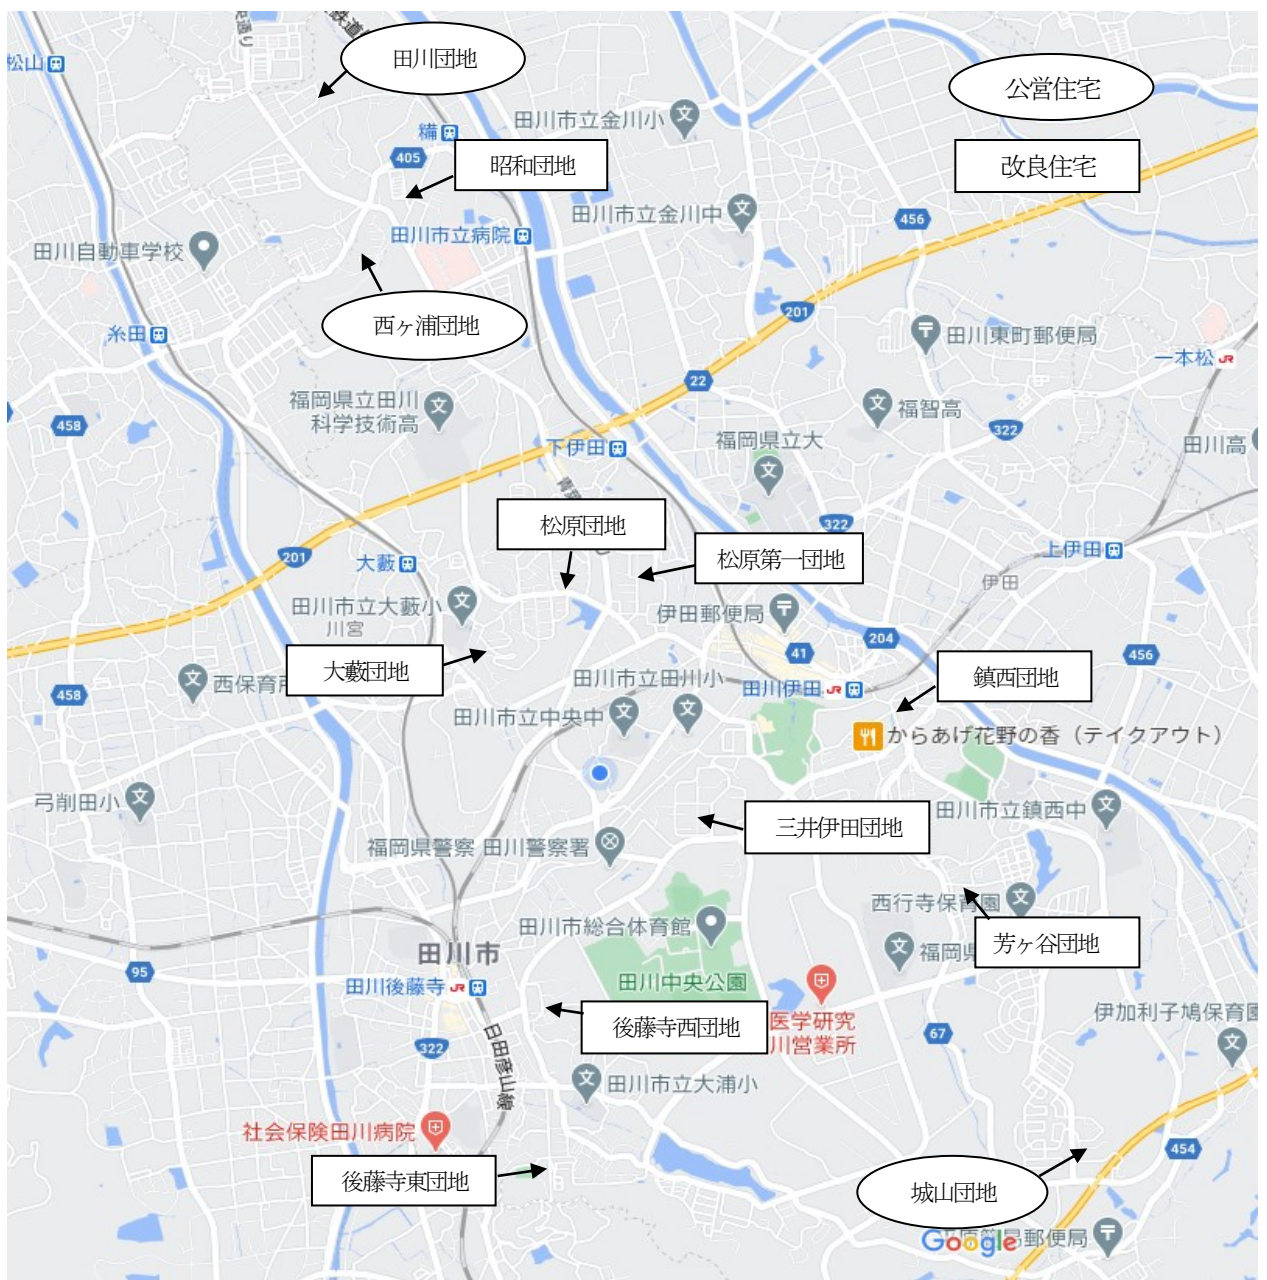 田川団地
公営住宅
松山
田川市立金川小
糒
405
昭和団地
改良住宅
田川市立金川中
456
田川市立病院
田川自動車学校
西ヶ浦団地
201
糸田
田川東町郵便局
一本松
JR
22
福岡県立田川
科学技術高
福智高
458
322
福岡県立大
田川高
下伊田
松原団地
322
松原第一団地
201
大藪
上伊田
JR
伊田
田川市立大藪小
川宮
伊田郵便局
204
41
456
大藪団地
西保育所
458
田川市立田川小
田川伊田
JR
鎮西団地
田川市立中央中
からあげ花野の香(テイクアウト)
弓削田小
三井伊田団地
田川市立鎮西中
福岡県警察 田川警察署
西行寺保育園
田川市総合体育館
芳ヶ谷団地
田川市
福岡県
95
田川後藤寺
JR
田川中央公園
後藤寺西団地
医学研究
川営業所
伊加利子鳩保育園
67
322
日田彦山線
田川市立大浦小
社会保険田川病院
454
後藤寺東団地
城山団地
Google
郵便局